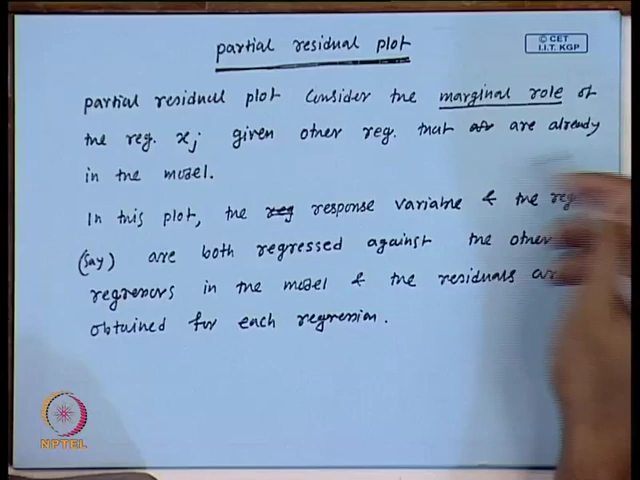 partial residual plot
© CET
I.I.T. KGP
partial residual plot consider the marginal role of
the reg. xj given other reg. that are already
in the model.
In this plot, the response variable & the
(say) are both regressed against the other
regressors in the model & the residuals
obtained for each regression.
NPTEL